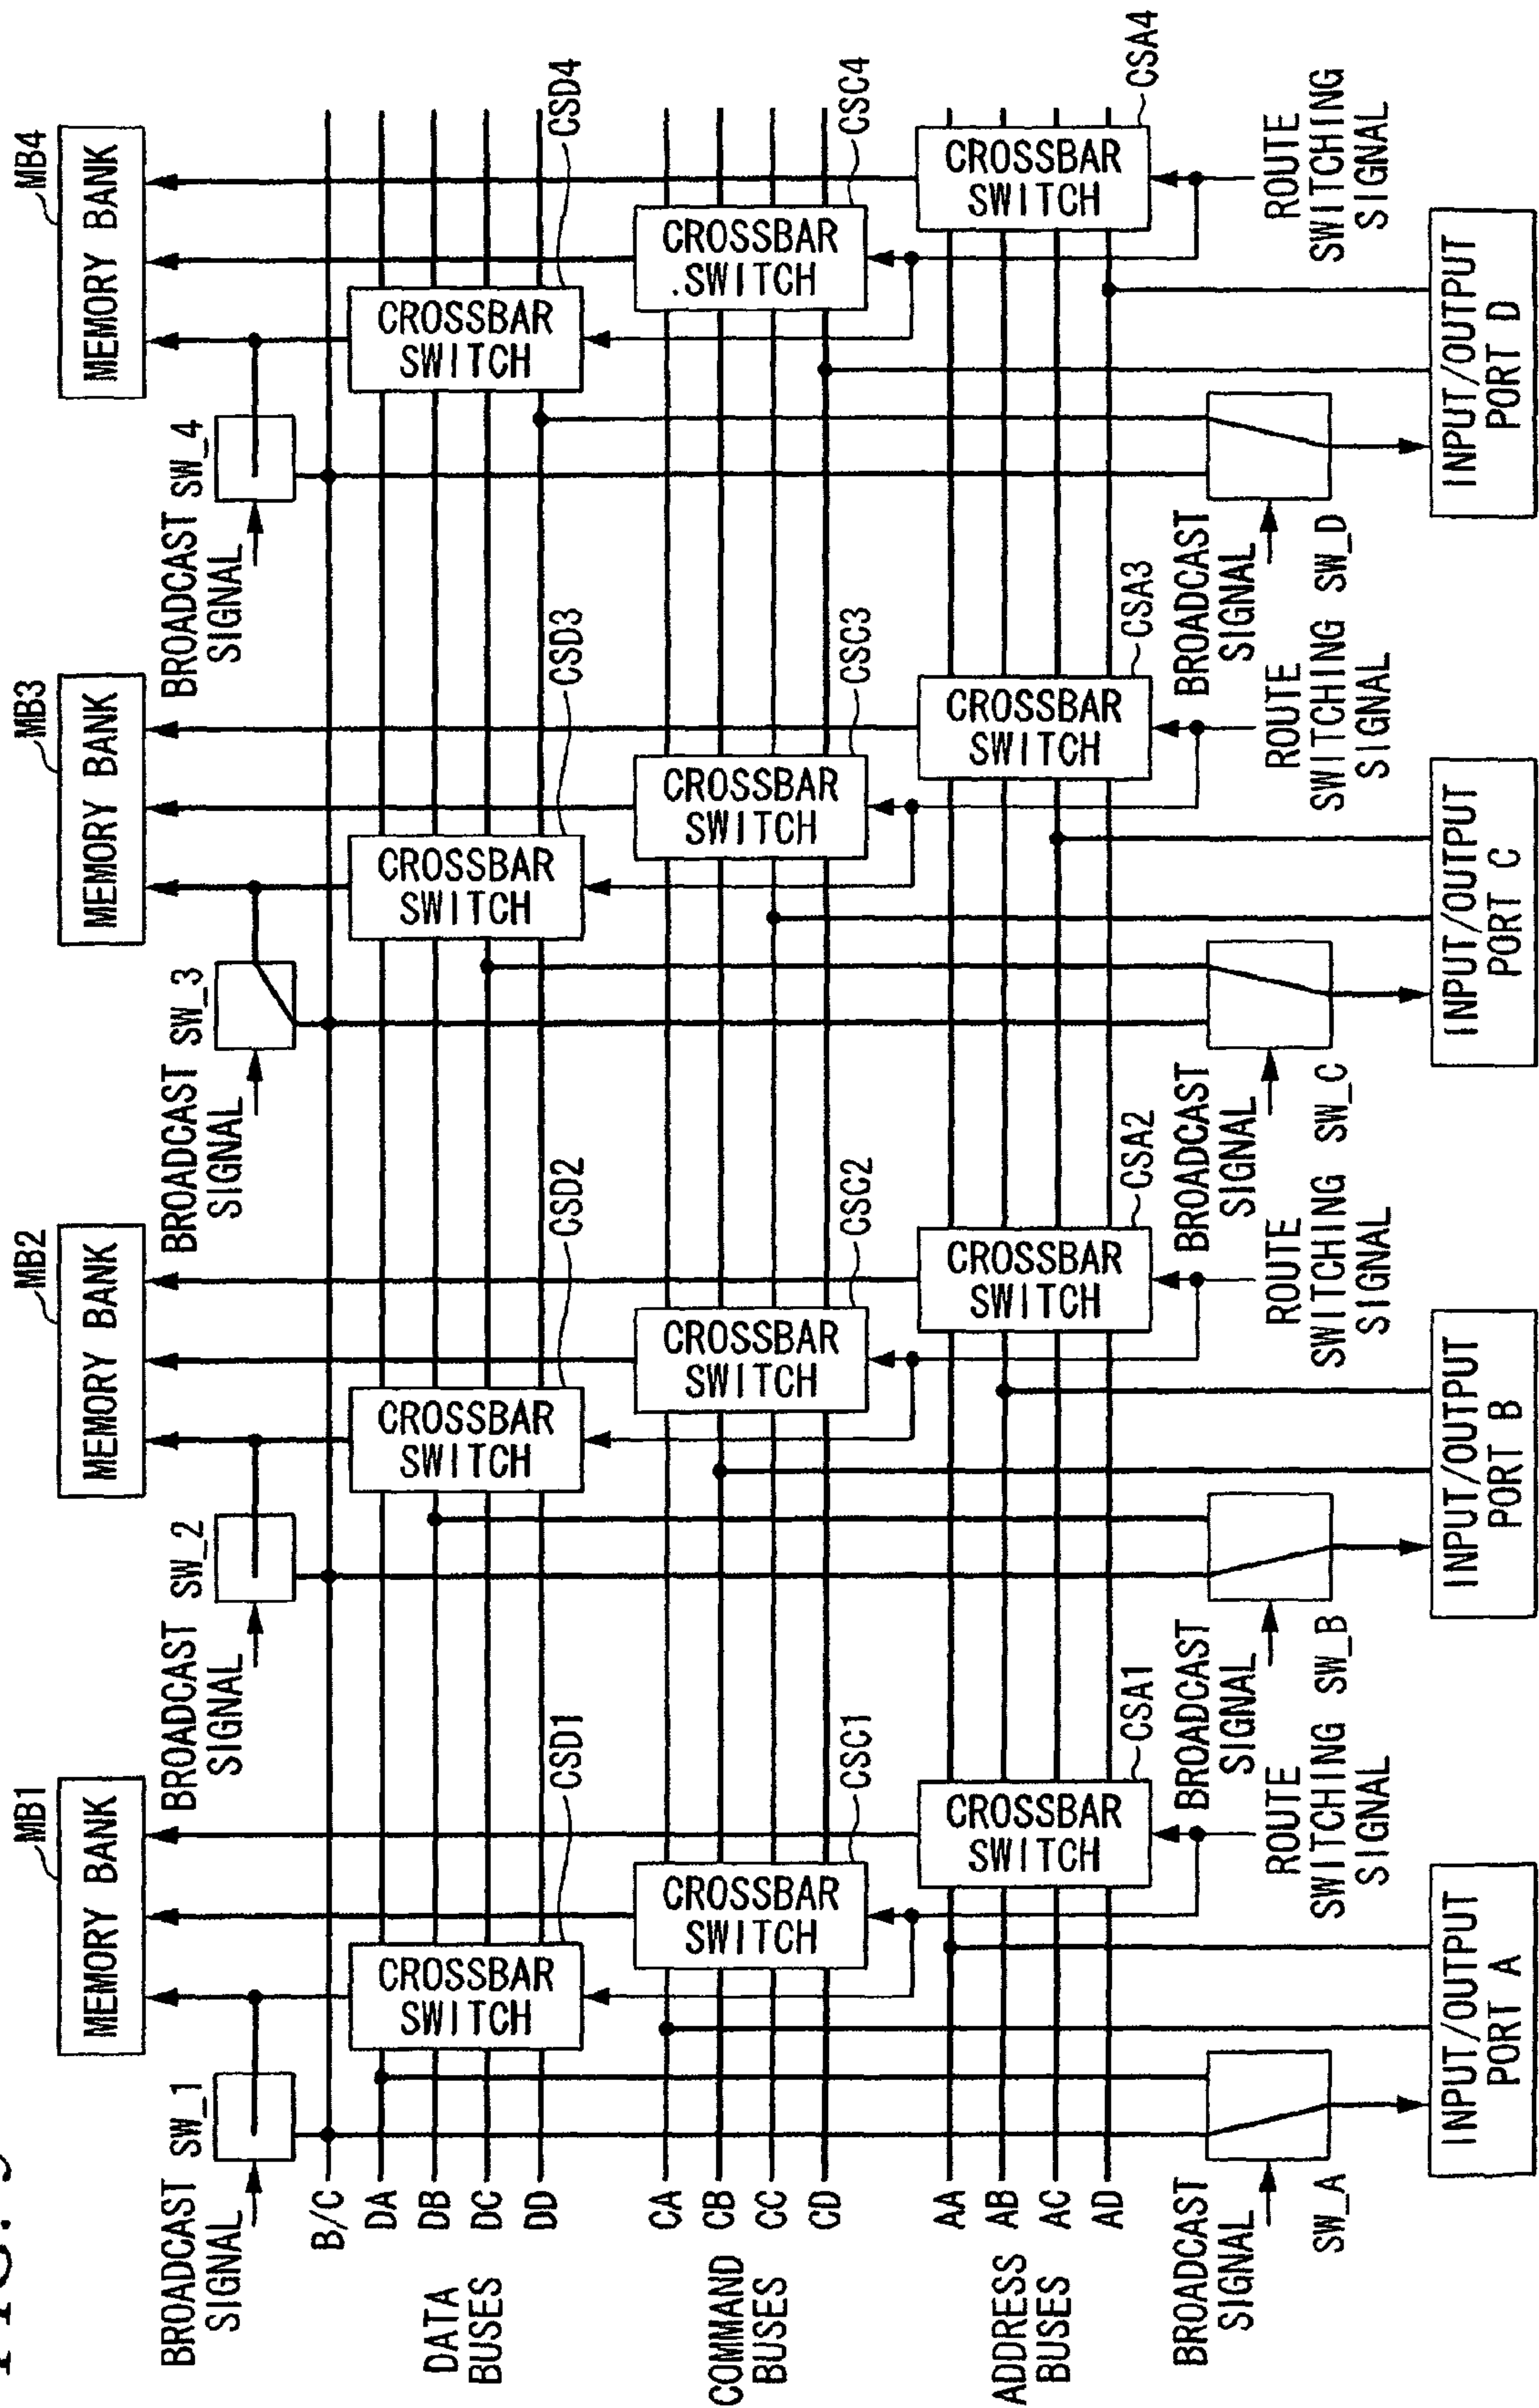 MB1
MB2
MB3
MB4
MEMORY BANK
MEMORY BANK
MEMORY BANK
MEMORY BANK
BROADCAST
SIGNAL
SW_1
BROADCAST
SIGNAL
SW_2
BROADCAST
SIGNAL
SW_3
BROADCAST
SIGNAL
SW_4
B/C
DA
DB
DC
DD
DATA
BUSES
CROSSBAR
SWITCH
CSD1
CROSSBAR
SWITCH
CSD2
CROSSBAR
SWITCH
CSD3
CROSSBAR
SWITCH
CSD4
CA
CB
CC
CD
COMMAND
BUSES
CROSSBAR
SWITCH
CSC1
CROSSBAR
SWITCH
CSC2
CROSSBAR
SWITCH
CSC3
CROSSBAR
.SWITCH
CSC4
AA
AB
AC
AD
ADDRESS
BUSES
CROSSBAR
SWITCH
CSA1
CROSSBAR
SWITCH
CSA2
CROSSBAR
SWITCH
CSA3
CROSSBAR
SWITCH
CSA4
BROADCAST
SIGNAL
SW_A
ROUTE
SWITCHING
SIGNAL
BROADCAST
SIGNAL
SW_B
ROUTE
SWITCHING
SIGNAL
BROADCAST
SIGNAL
SW_C
ROUTE
SWITCHING
SIGNAL
BROADCAST
SIGNAL
SW_D
ROUTE
SWITCHING
SIGNAL
INPUT/OUTPUT
PORT A
INPUT/OUTPUT
PORT B
INPUT/OUTPUT
PORT C
INPUT/OUTPUT
PORT D